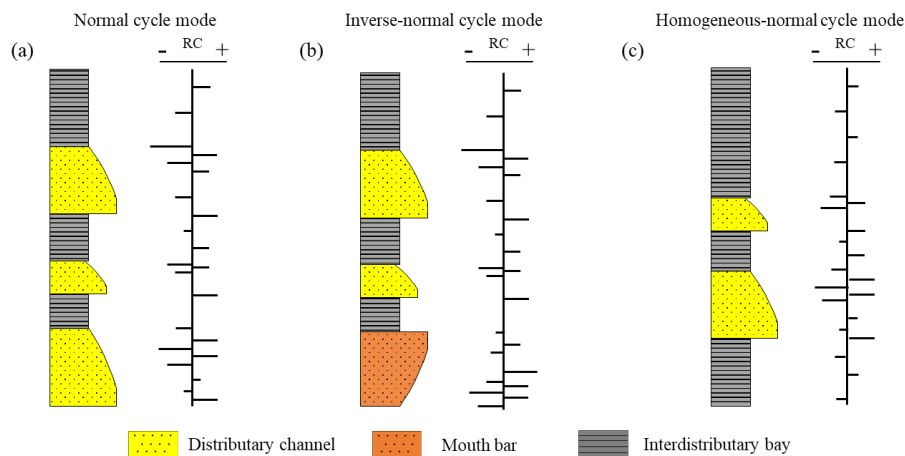 Normal cycle mode
Inverse-normal cycle mode
Homogeneous-normal cycle mode
(a)
- RC +
(b)
- RC +
(c)
- RC +
Distributary channel
Mouth bar
Interdistributary bay